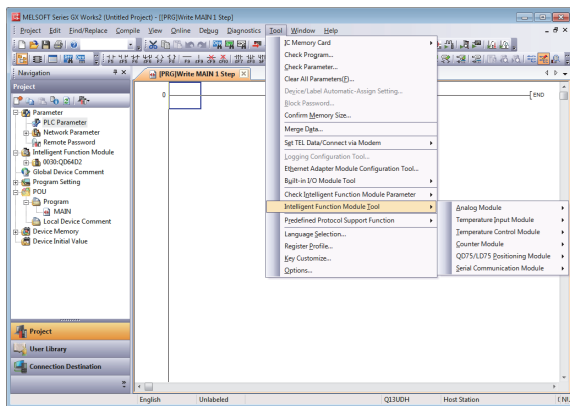 MELSOFT Series GX Works2 (Untitled Project) - [[PRG]Write MAIN 1 Step]
Project Edit Find/Replace Compile View Online Debug Diagnostics Tool Window Help
Navigation
[PRG]Write MAIN 1 Step
Project
Parameter
PLC Parameter
Network Parameter
Remote Password
Intelligent Function Module
0030:QD64D2
Global Device Comment
Program Setting
POU
Program
MAIN
Local Device Comment
Device Memory
Device Initial Value
Project
User Library
Connection Destination
0
END
IC Memory Card
Check Program...
Check Parameter...
Clear All Parameters(F)...
Device/Label Automatic-Assign Setting...
Block Password...
Confirm Memory Size...
Merge Data...
Set TEL Data/Connect via Modem
Logging Configuration Tool...
Ethernet Adapter Module Configuration Tool...
Built-in I/O Module Tool
Check Intelligent Function Module Parameter
Intelligent Function Module Tool
Predefined Protocol Support Function
Language Selection...
Register Profile...
Key Customize...
Options...
Analog Module
Temperature Input Module
Temperature Control Module
Counter Module
QD75/LD75 Positioning Module
Serial Communication Module
English Unlabeled Q13UDH Host Station